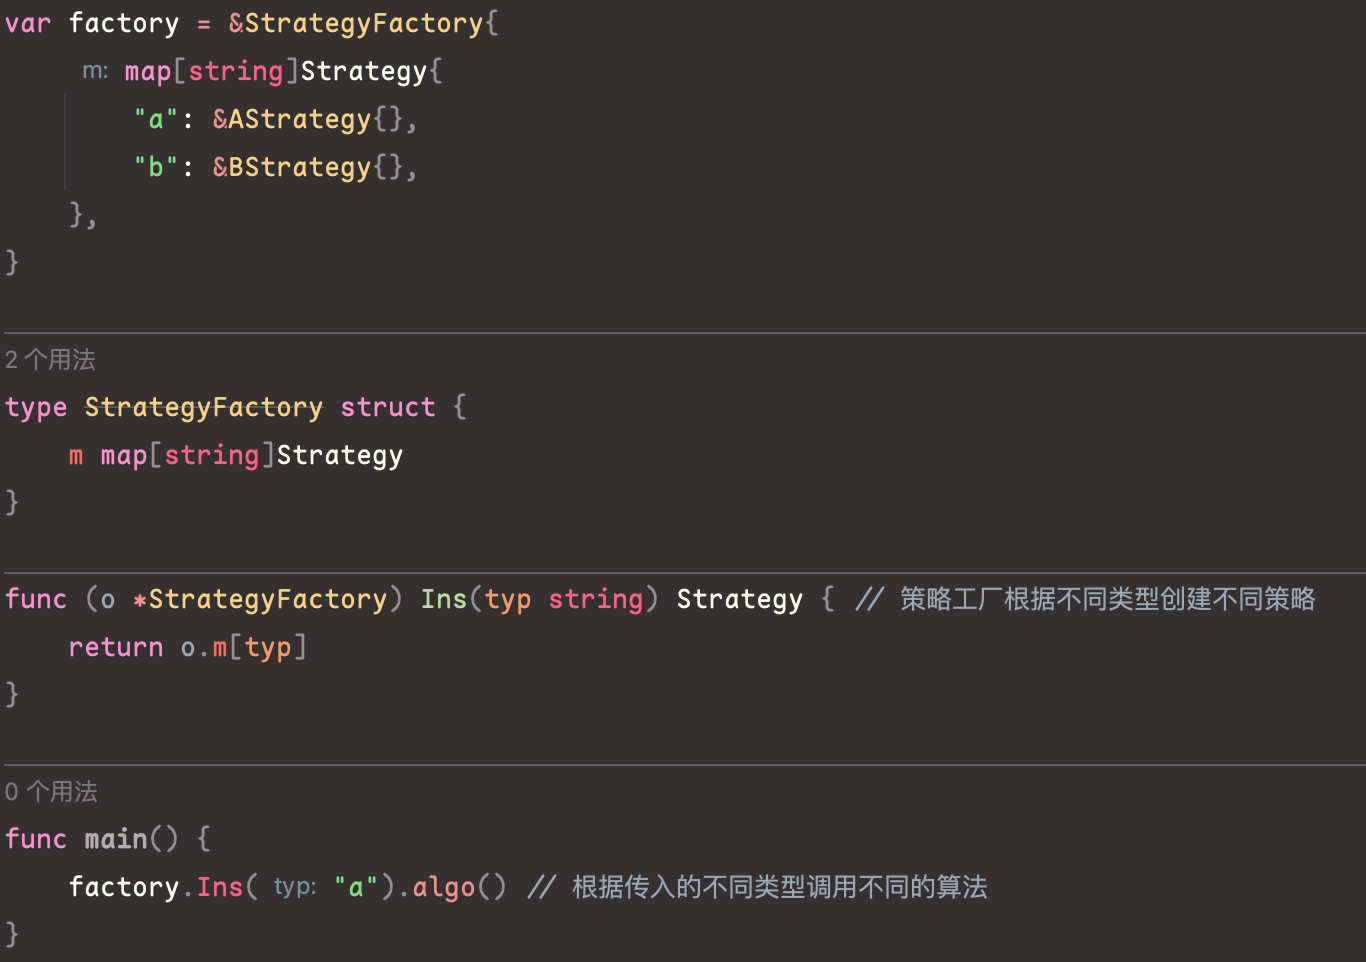 var factory = &StrategyFactory{
m: map[string]Strategy{
"a": &AStrategy{},
"b": &BStrategy{},
},
}
2 个用法
type StrategyFactory struct {
m map[string]Strategy
}
func (o *StrategyFactory) Ins(typ string) Strategy { // 策略工厂根据不同类型创建不同策略
return o.m[typ]
}
0 个用法
func main() {
factory.Ins( typ: "a").algo() // 根据传入的不同类型调用不同的算法
}